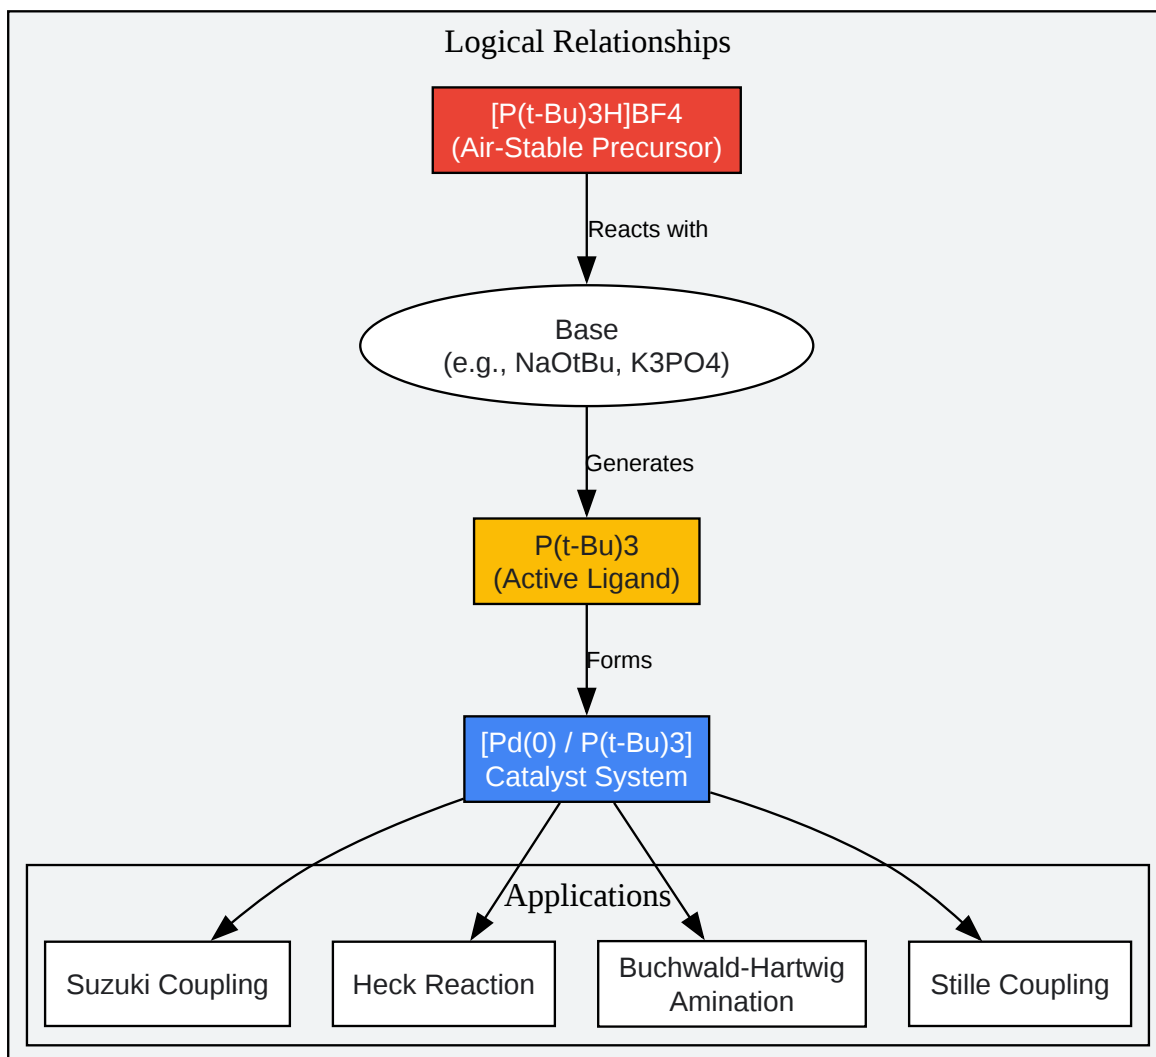 Logical Relationships
[P(t-Bu)3H]BF4
(Air-Stable Precursor)
Reacts with
Base
(e.g., NaOtBu, K3PO4)
Generates
P(t-Bu)3
(Active Ligand)
Forms
[Pd(0) / P(t-Bu)3]
Catalyst System
Applications
Suzuki Coupling
Heck Reaction
Buchwald-Hartwig
Amination
Stille Coupling